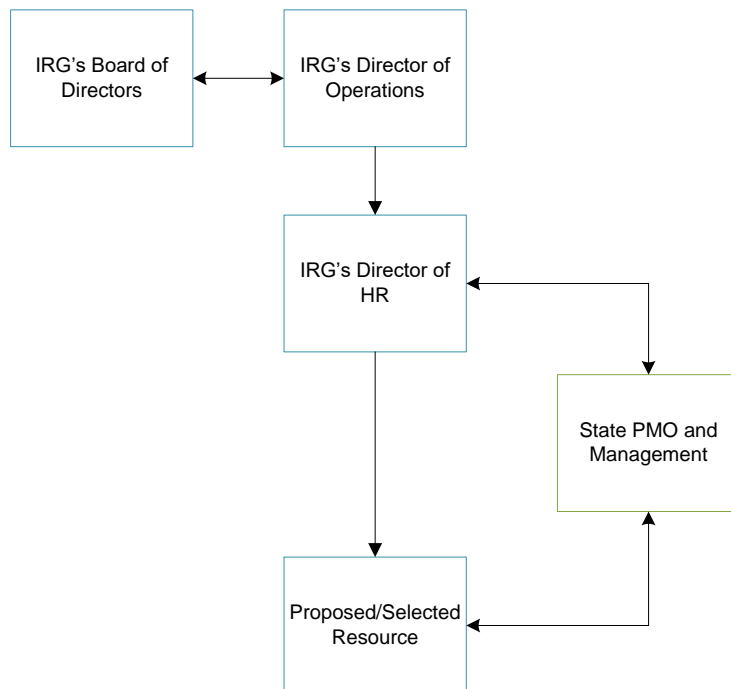 IRG’s Board of
Directors
IRG’s Director of
Operations
IRG’s Director of
HR
State PMO and
Management
Proposed/Selected
Resource